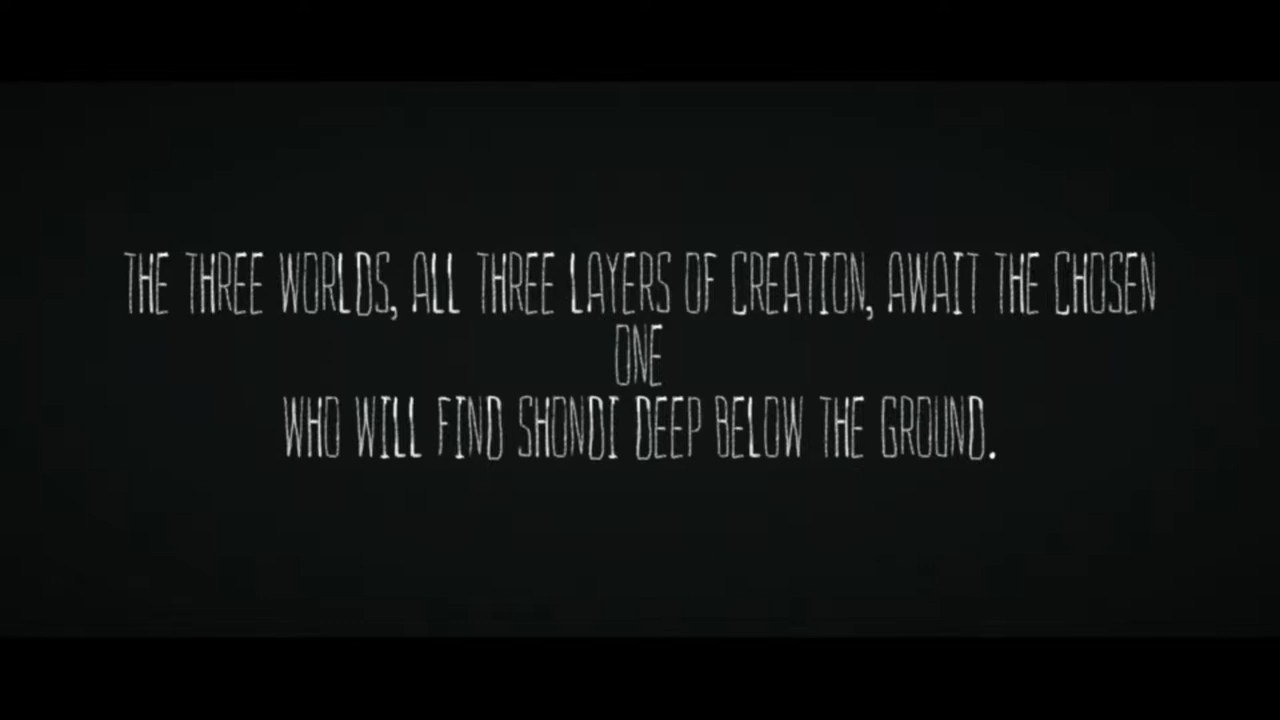 THE THREE WORLDS, ALL THREE LAYERS OF CREATION, AWAIT THE CHOSEN
ONE
WHO WILL FIND SHONDI DEEP BELOW THE GROUND.